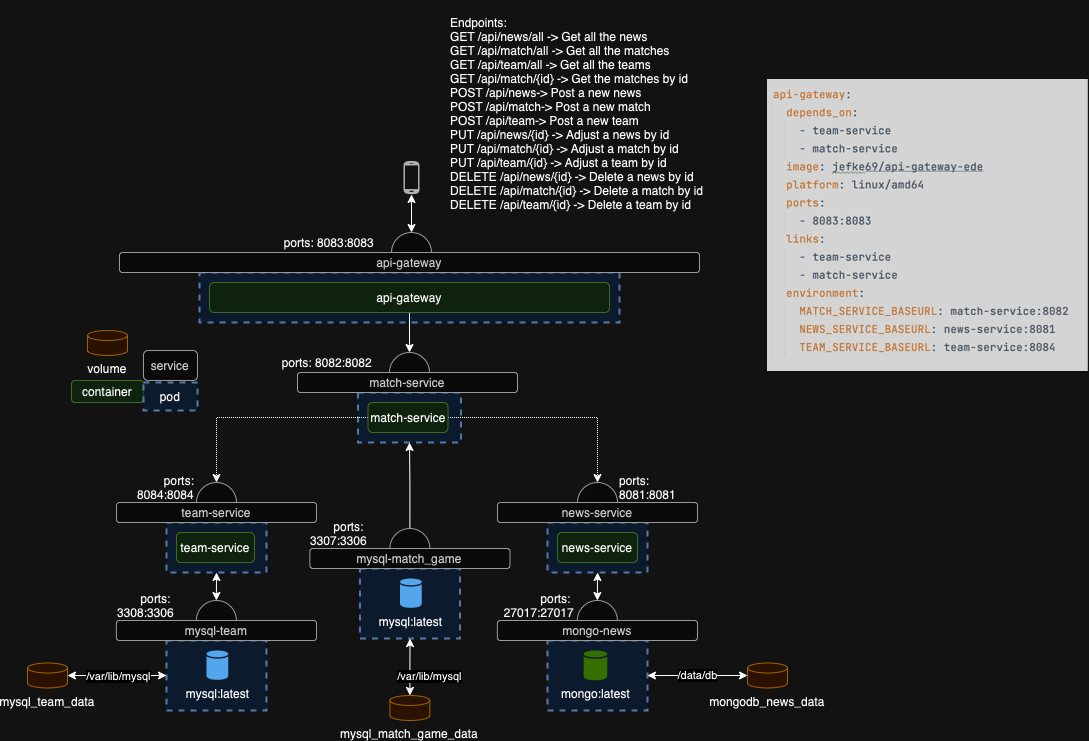 Endpoints:
GET /api/news/all -> Get all the news
GET /api/match/all -> Get all the matches
GET /api/team/all -> Get all the teams
GET /api/match/{id} -> Get the matches by id
POST /api/news-> Post a new news
POST /api/match-> Post a new match
POST /api/team-> Post a new team
PUT /api/news/{id} -> Adjust a news by id
PUT /api/match/{id} -> Adjust a match by id
PUT /api/team/{id} -> Adjust a team by id
DELETE /api/news/{id} -> Delete a news by id
DELETE /api/match/{id} -> Delete a match by id
DELETE /api/team/{id} -> Delete a team by id
api-gateway:
depends_on:
- team-service
- match-service
image: jefke69/api-gateway-ede
platform: linux/amd64
ports:
- 8083:8083
links:
- team-service
- match-service
environment:
MATCH_SERVICE_BASEURL: match-service:8082
NEWS_SERVICE_BASEURL: news-service:8081
TEAM_SERVICE_BASEURL: team-service:8084
ports: 8083:8083
api-gateway
api-gateway
volume
service
container
pod
ports: 8082:8082
match-service
match-service
ports:
8084:8084
team-service
team-service
ports:
3307:3306
mysql-match_game
mysql:latest
ports:
8081:8081
news-service
news-service
ports:
3308:3306
mysql-team
mysql:latest
/var/lib/mysql
mysql_team_data
/var/lib/mysql
mysql_match_game_data
ports:
27017:27017
mongo-news
mongo:latest
/data/db
mongodb_news_data